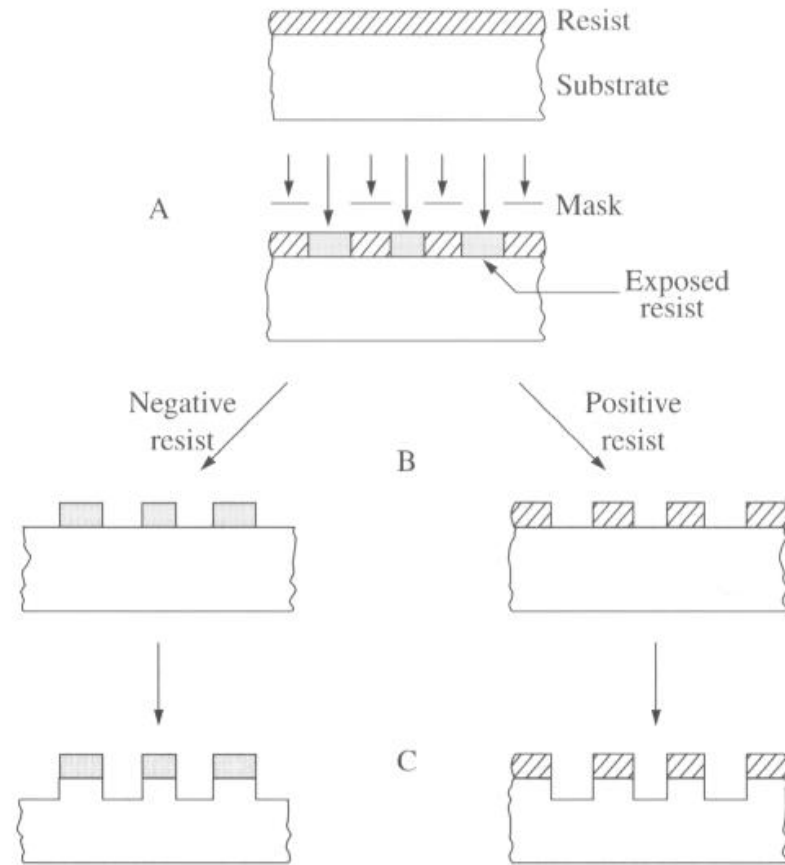 Resist
Substrate
A
Mask
Exposed
resist
Negative
resist
Positive
resist
B
C